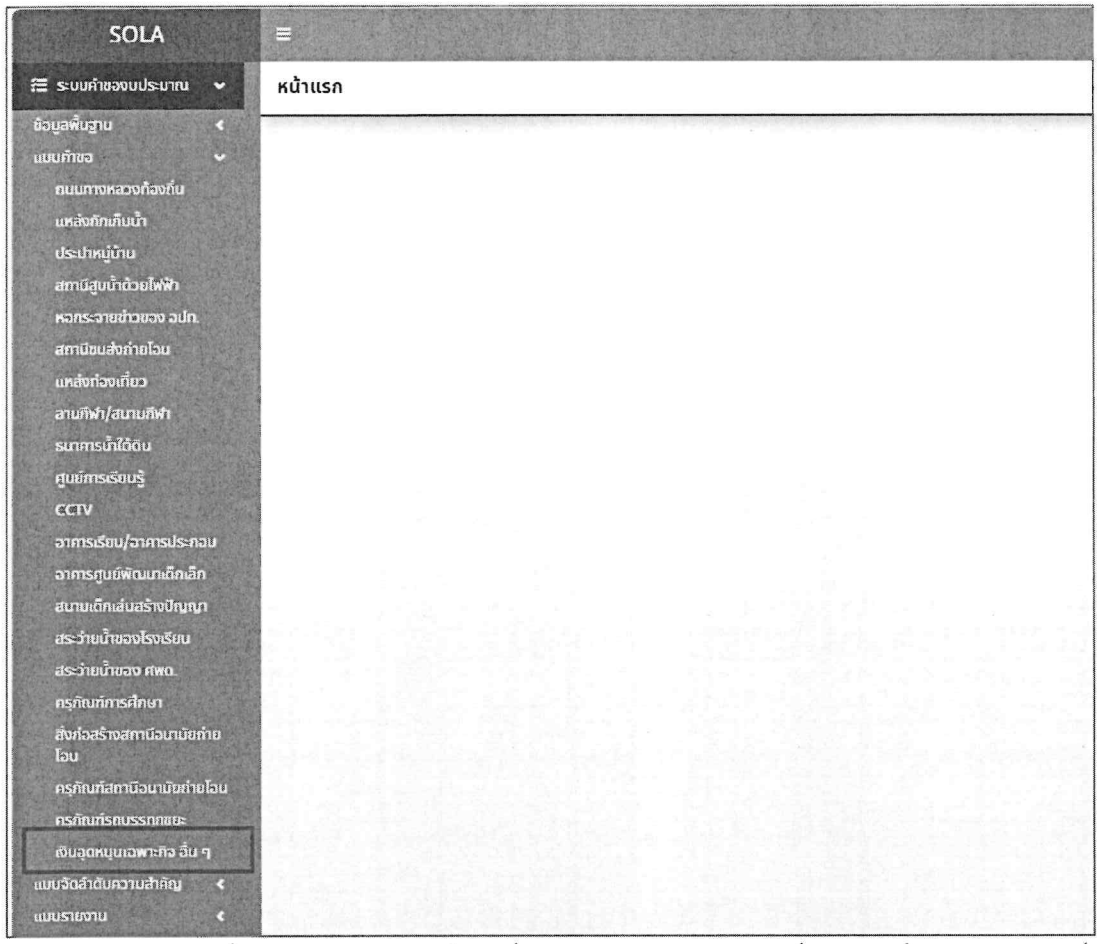 SOLA
ระบบคำของบประมาณ
หน้าแรก
ข้อมูลพื้นฐาน
แบบคำขอ
ถนนทางหลวงท้องถิ่น
แหล่งกักเก็บน้ำ
ประปาหมู่บ้าน
สถานีสูบน้ำด้วยไฟฟ้า
หอกระจายข่าวของ อปท.
สถานีขนส่งถ่ายโอน
แหล่งท่องเที่ยว
ลานกีฬา/สนามกีฬา
ธนาคารน้ำใต้ดิน
ศูนย์การเรียนรู้
CCTV
อาคารเรียน/อาคารประกอบ
อาคารศูนย์พัฒนาเด็กเล็ก
สนามเด็กเล่นสร้างปัญญา
สระว่ายน้ำของโรงเรียน
สระว่ายน้ำของ ศพด.
ครุภัณฑ์การศึกษา
สิ่งก่อสร้างสถานีอนามัยถ่าย
โอน
ครุภัณฑ์สถานีอนามัยถ่ายโอน
ครุภัณฑ์รถบรรทุกขยะ
เงินอุดหนุนเฉพาะกิจ อื่น ๆ
แบบจัดลำดับความสำคัญ
แบบรายงาน